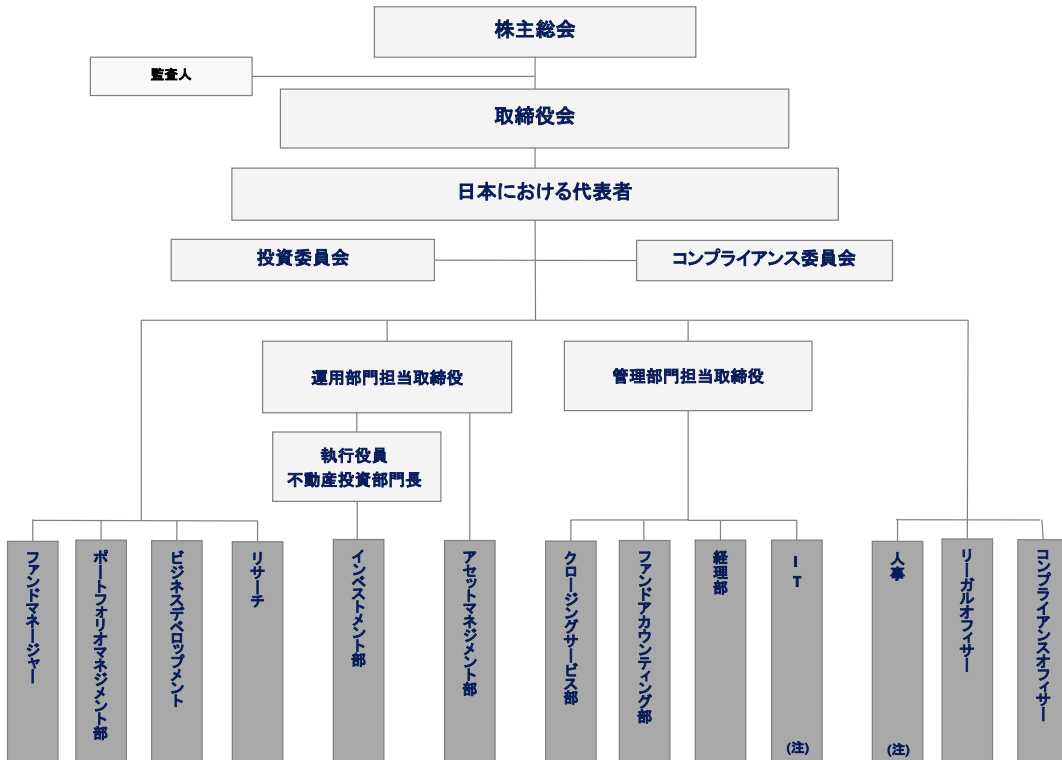 株主総会
監査人
取締役会
日本における代表者
投資委員会
コンプライアンス委員会
運用部門担当取締役
管理部門担当取締役
執行役員
不動産投資部門長
ファンドマネージャー
ポートフォリオマネジメント部
ビジネスデベロップメント
リサーチ
インベストメント部
アセットマネジメント部
クロージングサービス部
ファンドアカウンティング部
経理部
IT
(注)
人事
(注)
リーガルオフィサー
コンプライアンスオフィサー